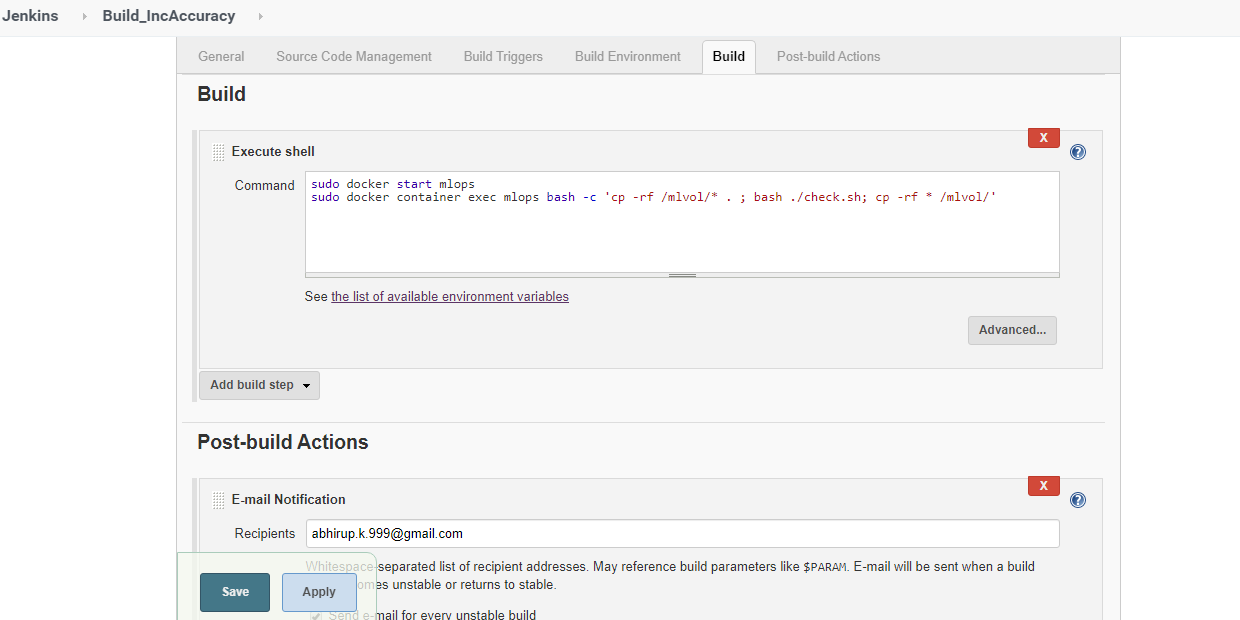 Jenkins Build_IncAccuracy
General Source Code Management Build Triggers Build Environment Build Post-build Actions
Build
X
Execute shell
?
Command
sudo docker start mlops
sudo docker container exec mlops bash -c 'cp -rf /mlvol/* . ; bash ./check.sh; cp -rf * /mlvol/'
See the list of available environment variables
Advanced...
Add build step
Post-build Actions
X
E-mail Notification
?
Recipients abhirup.k.999@gmail.com
Whitespace-separated list of recipient addresses. May reference build parameters like $PARAM. E-mail will be sent when a build
omes unstable or returns to stable.
Save Apply
Send e-mail for every unstable build